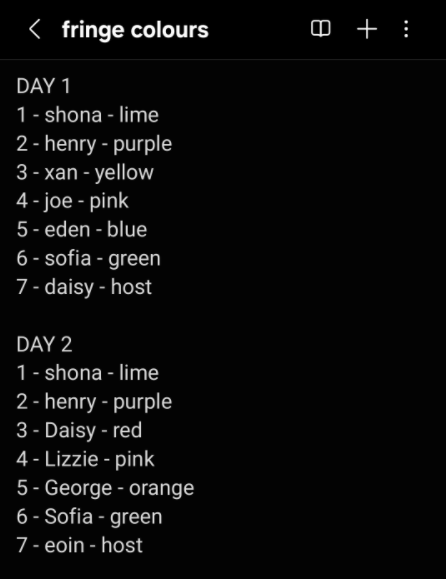 fringe colours
DAY 1
1 - shona - lime
2 - henry - purple
3 - xan - yellow
4 - joe - pink
5 - eden - blue
6 - sofia - green
7 - daisy - host
DAY 2
1 - shona - lime
2 - henry - purple
3 - Daisy - red
4 - Lizzie - pink
5 - George - orange
6 - Sofia - green
7 - eoin - host